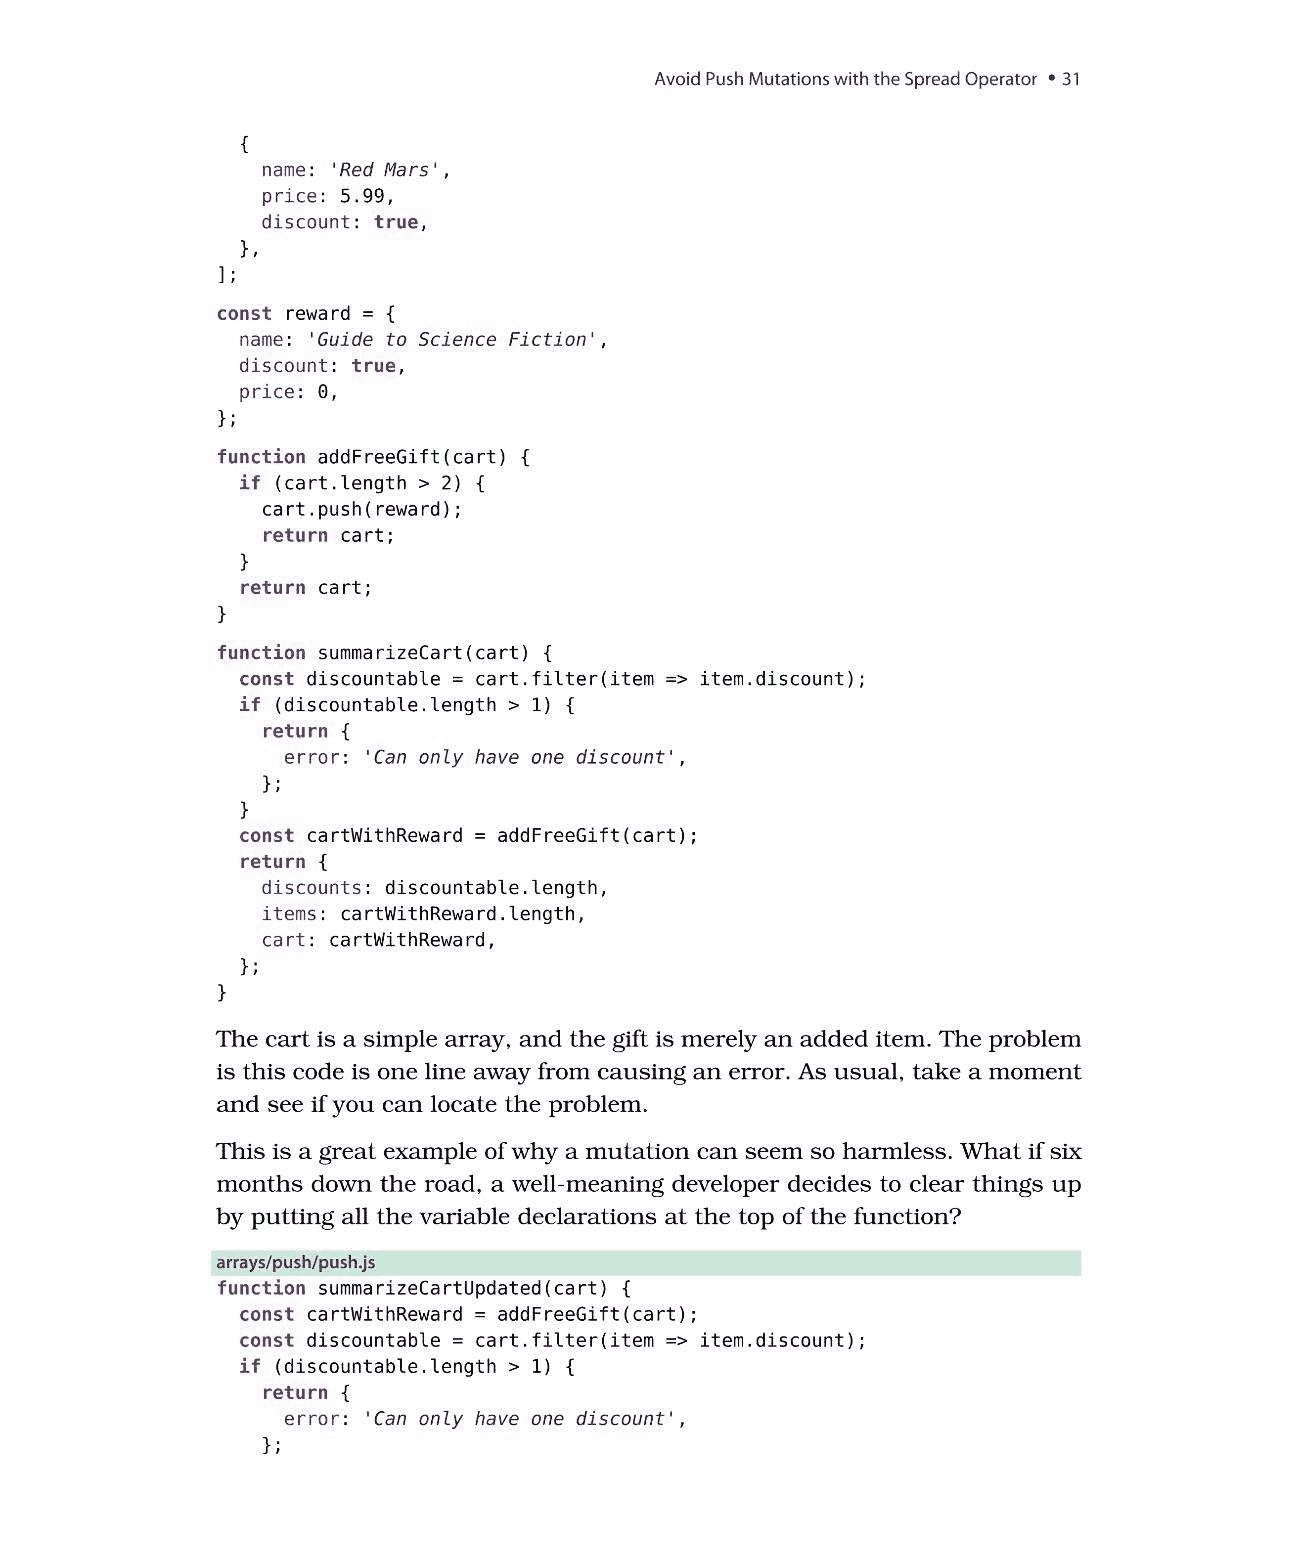 Avoid Push Mutations with the Spread Operator • 31
  {
    name: 'Red Mars',
    price: 5.99,
    discount: true,
  },
];
const reward = {
  name: 'Guide to Science Fiction',
  discount: true,
  price: 0,
};
function addFreeGift(cart) {
  if (cart.length > 2) {
    cart.push(reward);
    return cart;
  }
  return cart;
}
function summarizeCart(cart) {
  const discountable = cart.filter(item => item.discount);
  if (discountable.length > 1) {
    return {
      error: 'Can only have one discount',
    };
  }
  const cartWithReward = addFreeGift(cart);
  return {
    discounts: discountable.length,
    items: cartWithReward.length,
    cart: cartWithReward,
  };
}
The cart is a simple array, and the gift is merely an added item. The problem
is this code is one line away from causing an error. As usual, take a moment
and see if you can locate the problem.
This is a great example of why a mutation can seem so harmless. What if six
months down the road, a well-meaning developer decides to clear things up
by putting all the variable declarations at the top of the function?
arrays/push/push.js
function summarizeCartUpdated(cart) {
  const cartWithReward = addFreeGift(cart);
  const discountable = cart.filter(item => item.discount);
  if (discountable.length > 1) {
    return {
      error: 'Can only have one discount',
    };